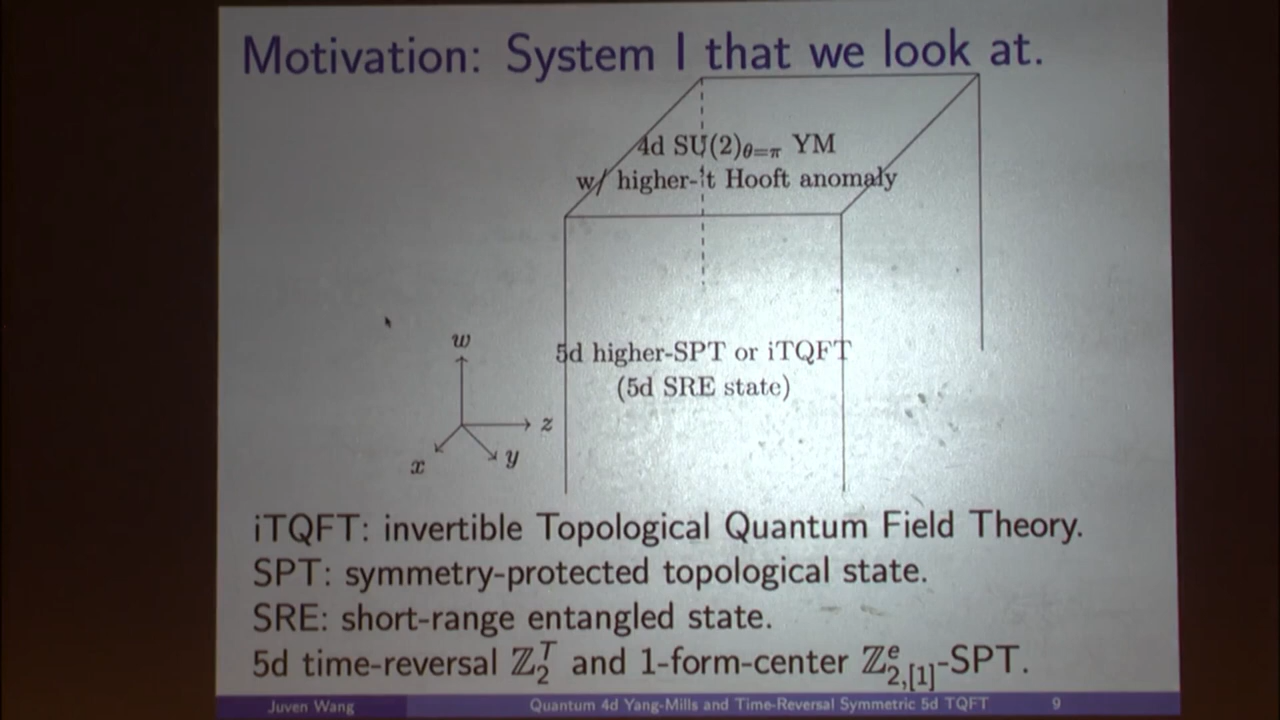 Motivation: System I that we look at.
4d SU(2)θ=π YM
w/ higher-'t Hooft anomaly
5d higher-SPT or iTQFT
(5d SRE state)
w
z
y
x
iTQFT: invertible Topological Quantum Field Theory.
SPT: symmetry-protected topological state.
SRE: short-range entangled state.
5d time-reversal ℤ₂ᵀ and 1-form-center ℤᵉ₂,[1]-SPT.
Juven Wang Quantum 4d Yang-Mills and Time-Reversal Symmetric 5d TQFT 9